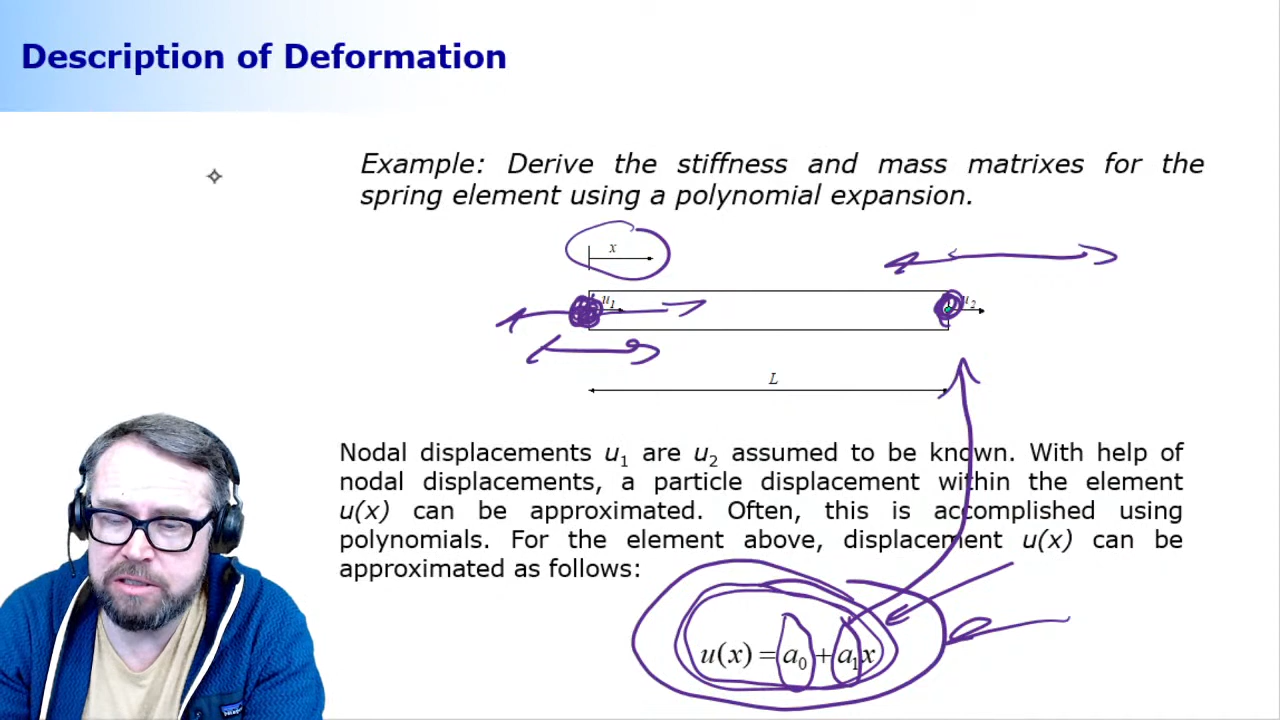 Description of Deformation
Example: Derive the stiffness and mass matrixes for the
spring element using a polynomial expansion.
x
u₁
u₂
L
Nodal displacements u₁ are u₂ assumed to be known. With help of
nodal displacements, a particle displacement within the element
u(x) can be approximated. Often, this is accomplished using
polynomials. For the element above, displacement u(x) can be
approximated as follows:
u(x) = a₀ + a₁x